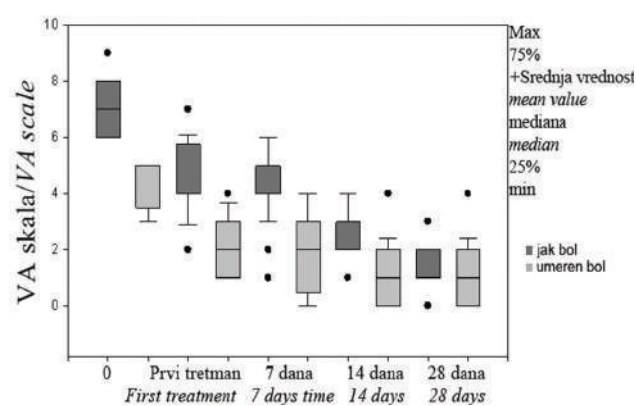 VA skala/VA scale
10
8
6
4
2
0
0
Prvi tretman
First treatment
7 dana
7 days time
14 dana
14 days
28 dana
28 days
Max
75%
+Srednja vrednost
mean value
mediana
median
25%
min
jak bol
umeren bol